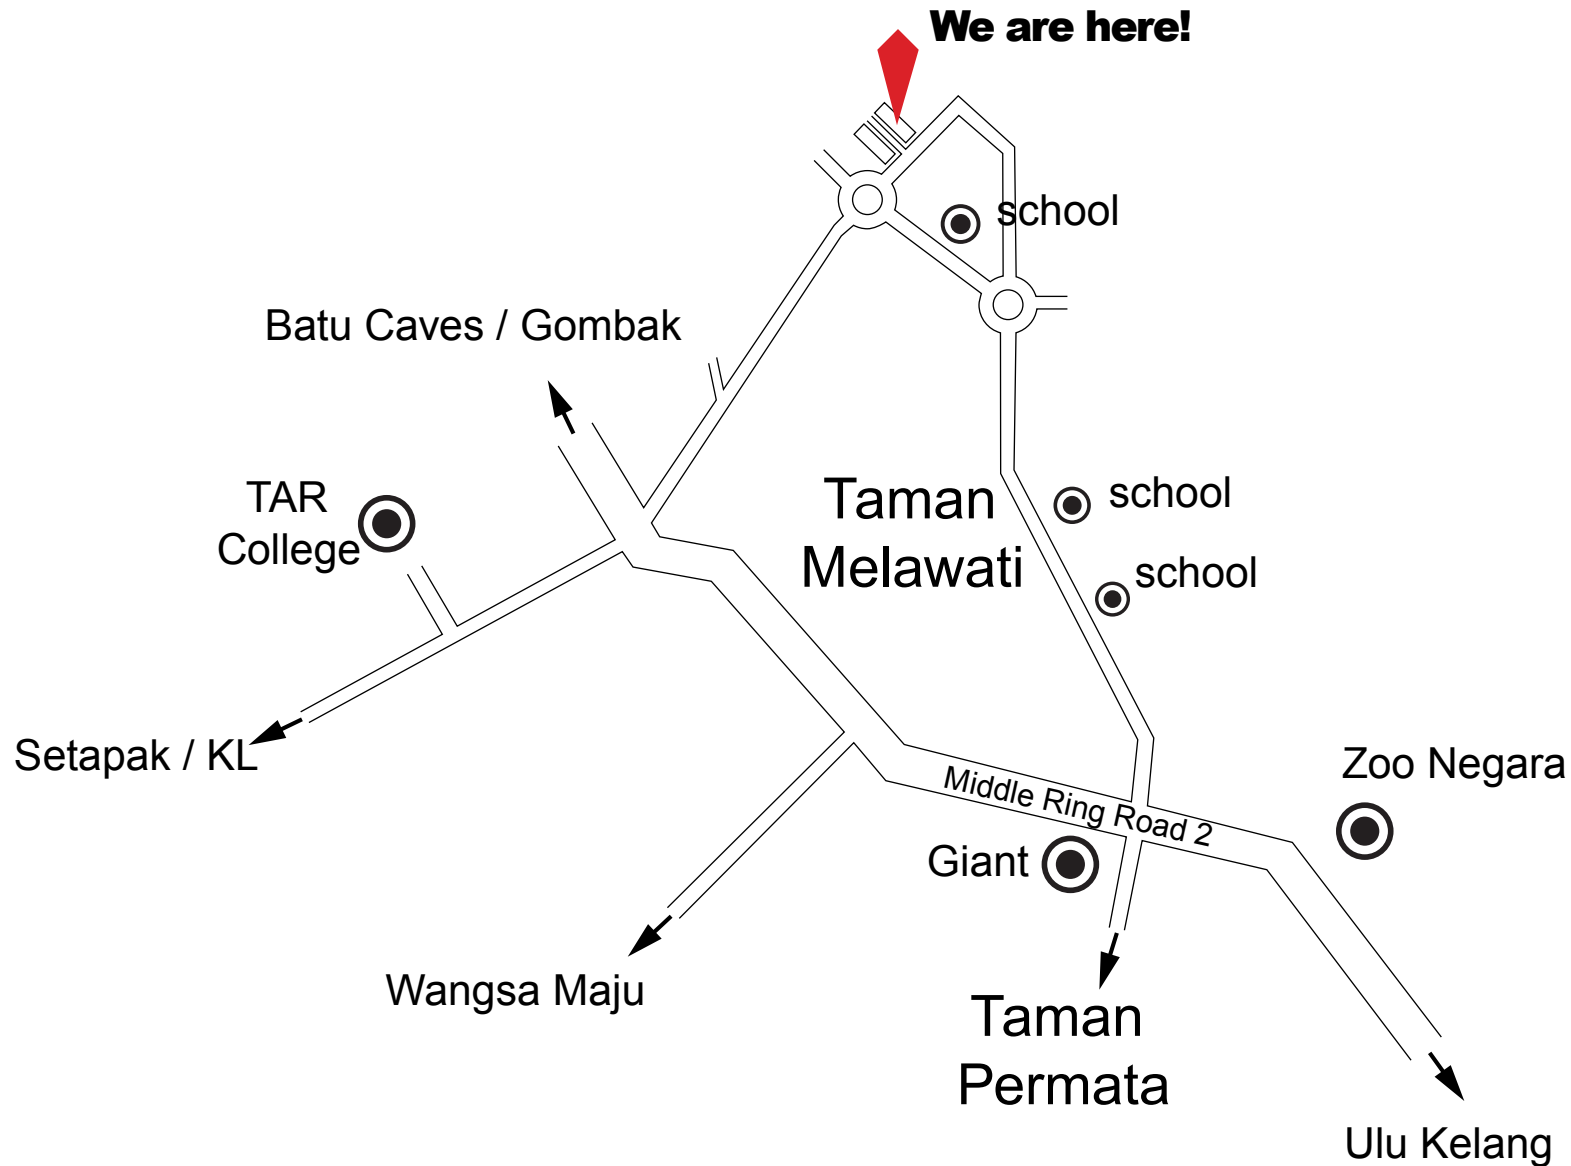 We are here!
school
Batu Caves / Gombak
TAR
College
Taman
Melawati
school
school
Setapak / KL
Middle Ring Road 2
Zoo Negara
Giant
Wangsa Maju
Taman
Permata
Ulu Kelang